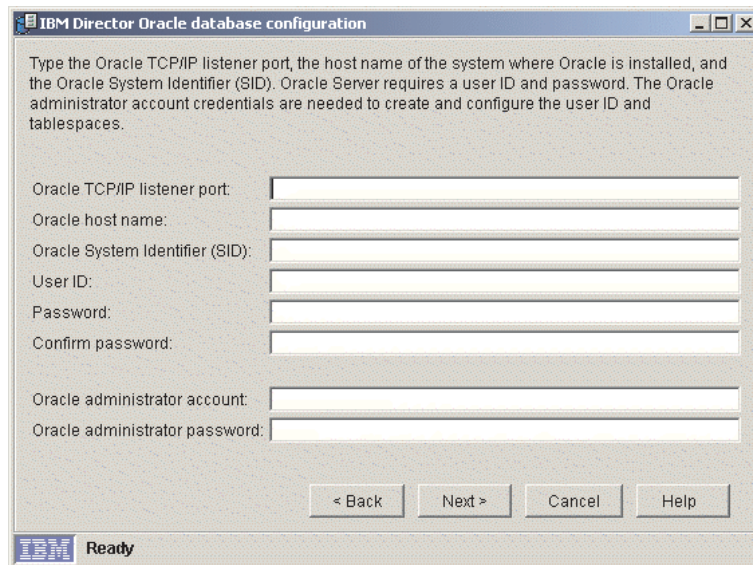 IBM Director Oracle database configuration
Type the Oracle TCP/IP listener port, the host name of the system where Oracle is installed, and
the Oracle System Identifier (SID). Oracle Server requires a user ID and password. The Oracle
administrator account credentials are needed to create and configure the user ID and
tablespaces.
Oracle TCP/IP listener port:
Oracle host name:
Oracle System Identifier (SID):
User ID:
Password:
Confirm password:
Oracle administrator account:
Oracle administrator password:
< Back Next > Cancel Help
IBM Ready